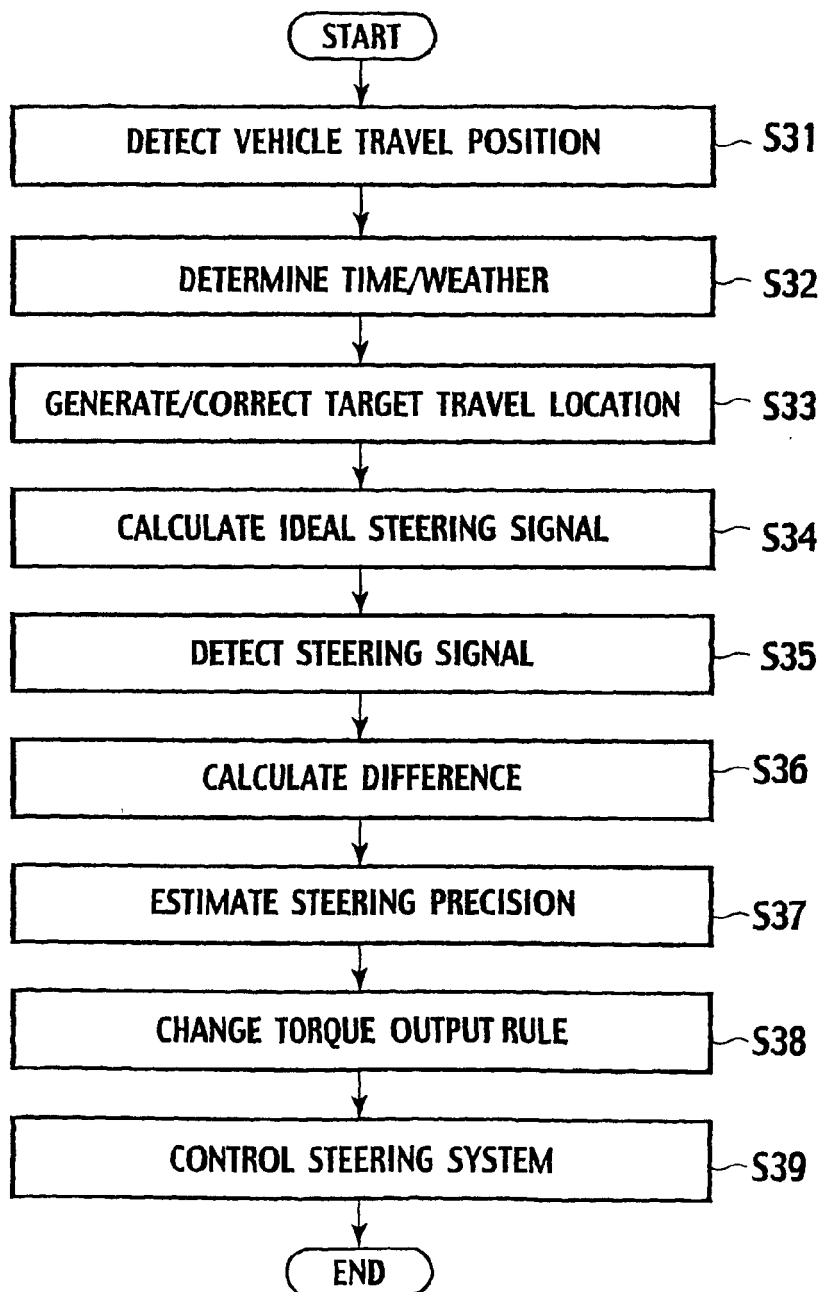 START
DETECT VEHICLE TRAVEL POSITION S31
DETERMINE TIME/WEATHER S32
GENERATE/CORRECT TARGET TRAVEL LOCATION S33
CALCULATE IDEAL STEERING SIGNAL S34
DETECT STEERING SIGNAL S35
CALCULATE DIFFERENCE S36
ESTIMATE STEERING PRECISION S37
CHANGE TORQUE OUTPUT RULE S38
CONTROL STEERING SYSTEM S39
END